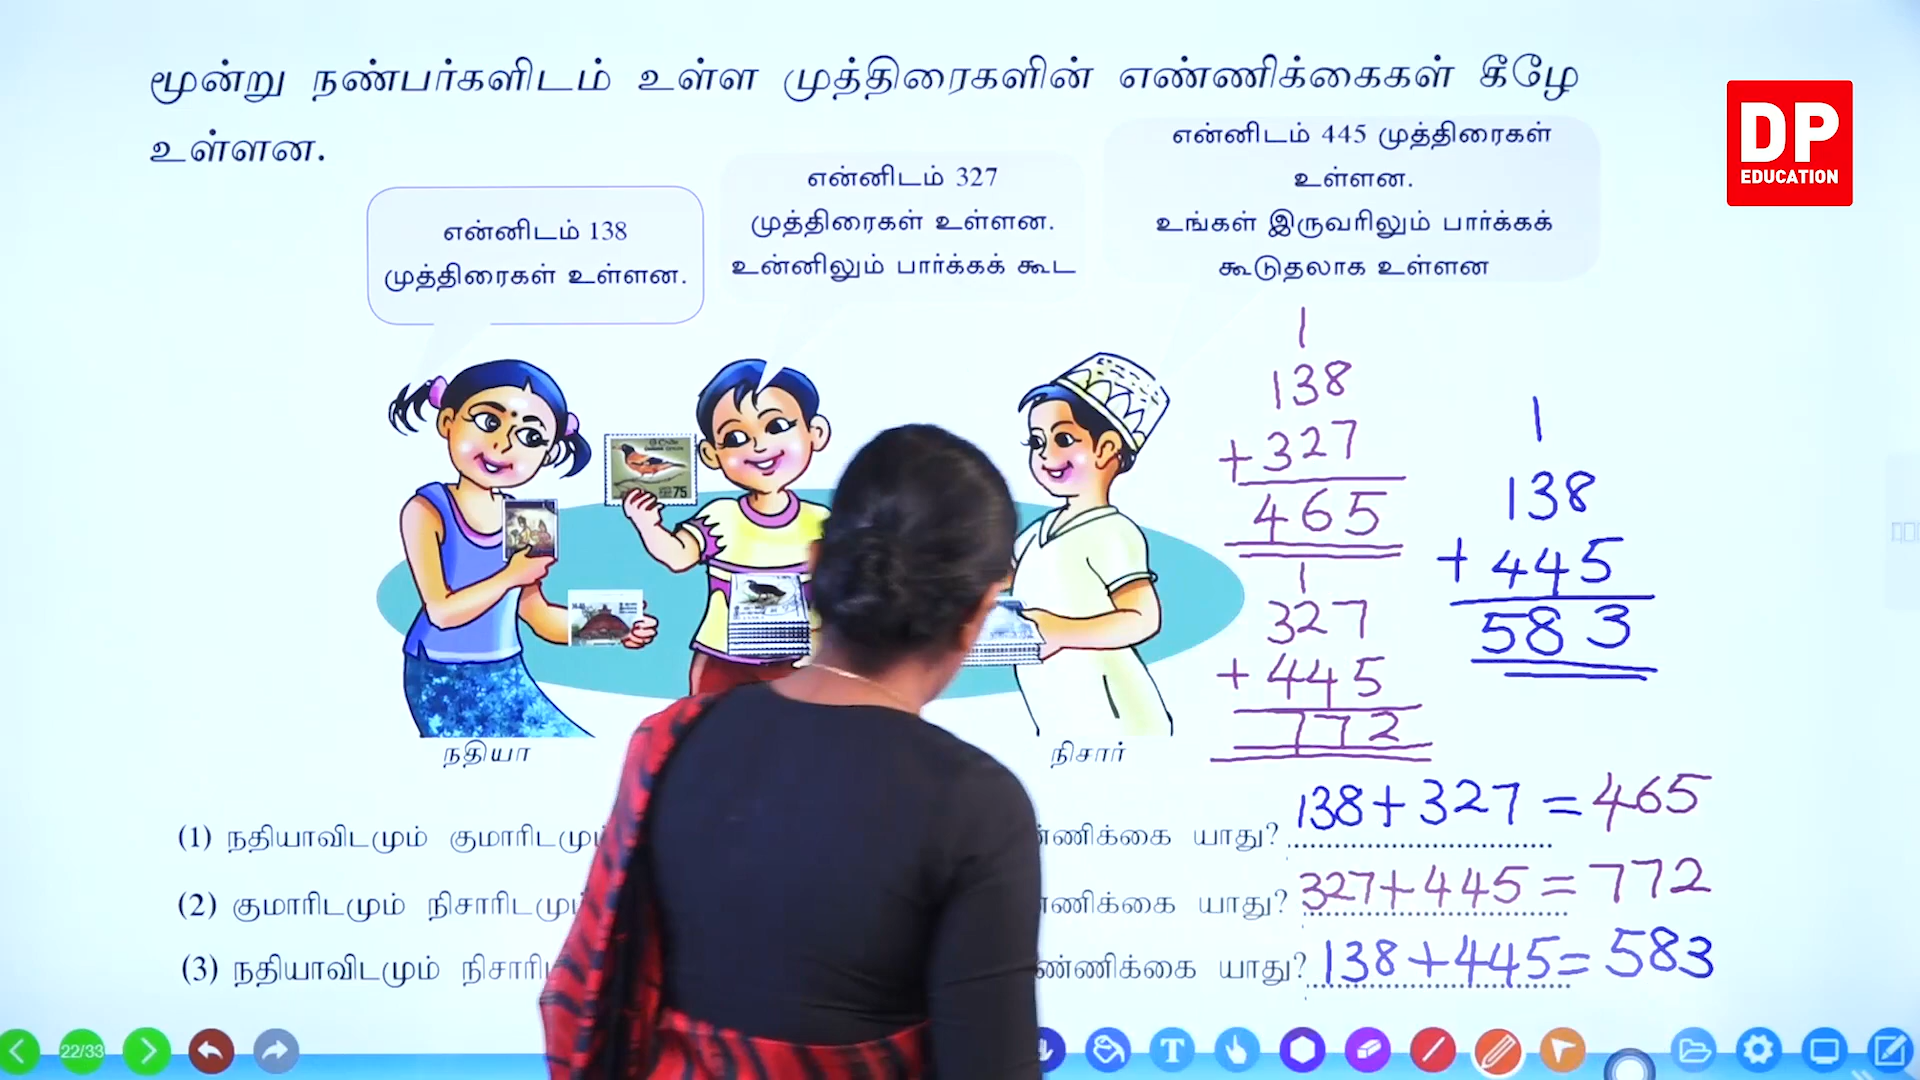 மூன்று நண்பர்களிடம் உள்ள முத்திரைகளின் எண்ணிக்கைகள் கீழே
உள்ளன.
DP
EDUCATION
என்னிடம் 138
முத்திரைகள் உள்ளன.
என்னிடம் 327
முத்திரைகள் உள்ளன.
உன்னிலும் பார்க்கக் கூட
என்னிடம் 445 முத்திரைகள்
உள்ளன.
உங்கள் இருவரிலும் பார்க்கக்
கூடுதலாக உள்ளன
75
1
138
+327
465
1
327
+445
772
1
138
+445
583
நதியா
நிசார்
(1) நதியாவிடமும் யாது? 138+327=465
(2) குமாரிடமும் யாது? 327+445=772
(3) நதியாவிடமும் யாது? 138+445=583
22/33
T